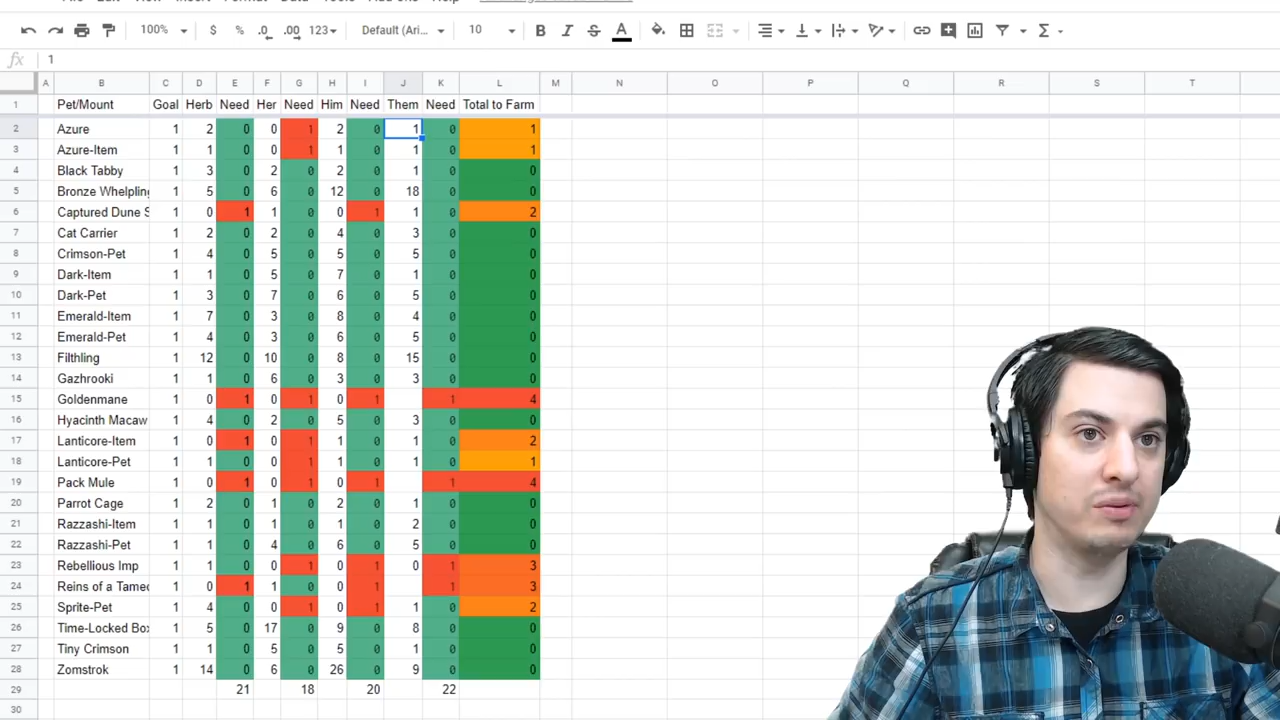 100% $ % .0 .00 123 Default (Ari... 10 B I S A Σ
fx 1
A B C D E F G H I J K L M N O P Q R S T
1 Pet/Mount Goal Herb Need Her Need Him Need Them Need Total to Farm
2 Azure 1 2 0 0 1 2 0 1 0 1
3 Azure-Item 1 1 0 0 1 1 0 1 0 1
4 Black Tabby 1 3 0 2 0 2 0 1 0 0
5 Bronze Whelpling 1 5 0 6 0 12 0 18 0 0
6 Captured Dune S 1 0 1 1 0 0 1 1 0 2
7 Cat Carrier 1 2 0 2 0 4 0 3 0 0
8 Crimson-Pet 1 4 0 5 0 5 0 5 0 0
9 Dark-Item 1 1 0 5 0 7 0 1 0 0
10 Dark-Pet 1 3 0 7 0 6 0 5 0 0
11 Emerald-Item 1 7 0 3 0 8 0 4 0 0
12 Emerald-Pet 1 4 0 3 0 6 0 5 0 0
13 Filthling 1 12 0 10 0 8 0 15 0 0
14 Gazhrooki 1 1 0 6 0 3 0 3 0 0
15 Goldenmane 1 0 1 0 1 0 1 1 4
16 Hyacinth Macaw 1 4 0 2 0 5 0 3 0 0
17 Lanticore-Item 1 0 1 0 1 1 0 1 0 2
18 Lanticore-Pet 1 1 0 0 1 1 0 1 0 1
19 Pack Mule 1 0 1 0 1 0 1 1 4
20 Parrot Cage 1 2 0 1 0 2 0 1 0 0
21 Razzashi-Item 1 1 0 1 0 1 0 2 0 0
22 Razzashi-Pet 1 1 0 4 0 6 0 5 0 0
23 Rebellious Imp 1 1 0 0 1 0 1 0 1 3
24 Reins of a Tamed 1 0 1 1 0 0 1 1 3
25 Sprite-Pet 1 4 0 0 1 0 1 1 0 2
26 Time-Locked Box 1 5 0 17 0 9 0 8 0 0
27 Tiny Crimson 1 1 0 5 0 5 0 1 0 0
28 Zomstrok 1 14 0 6 0 26 0 9 0 0
29 21 18 20 22
30